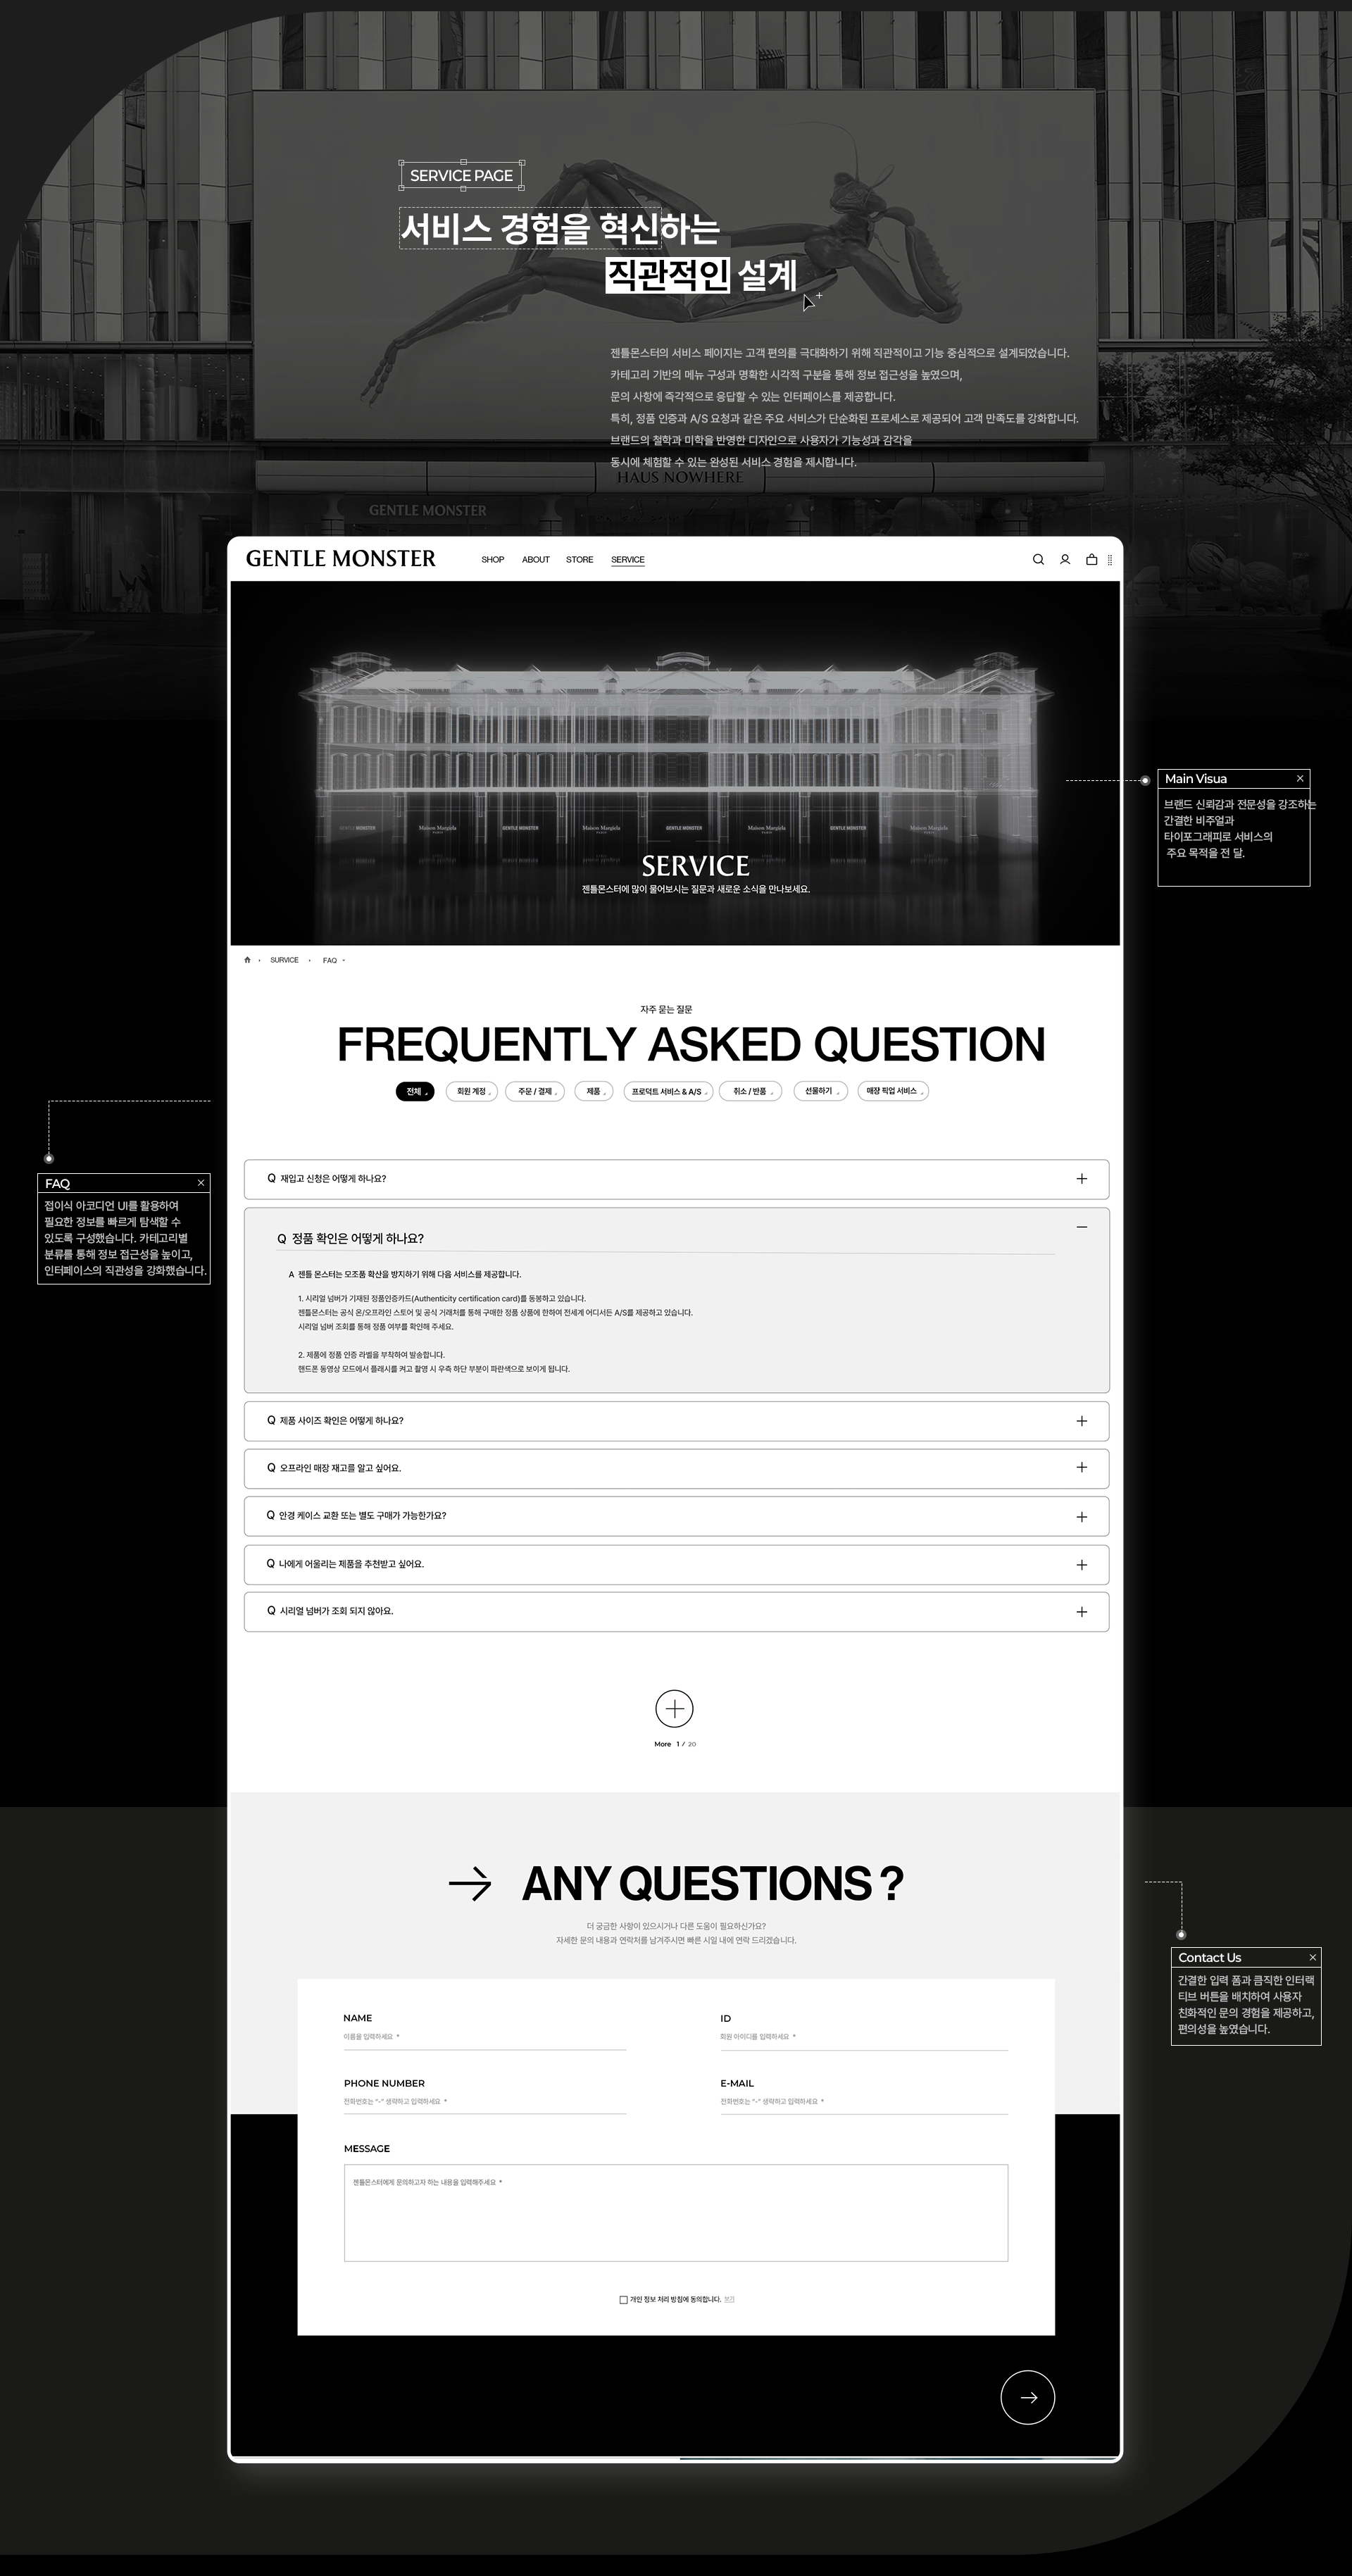 SERVICE PAGE
서비스 경험을 혁신하는
직관적인 설계
젠틀몬스터의 서비스 페이지는 고객 편의를 극대화하기 위해 직관적이고 기능 중심적으로 설계되었습니다.
카테고리 기반의 메뉴 구성과 명확한 시각적 구분을 통해 정보 접근성을 높였으며,
문의 사항에 즉각적으로 응답할 수 있는 인터페이스를 제공합니다.
특히, 정품 인증과 A/S 요청과 같은 주요 서비스가 단순화된 프로세스로 제공되어 고객 만족도를 강화합니다.
브랜드의 철학과 미학을 반영한 디자인으로 사용자가 기능성과 감각을
동시에 체험할 수 있는 완성된 서비스 경험을 제시합니다.
HAUS NOWHERE
GENTLE MONSTER
GENTLE MONSTER
SHOP ABOUT STORE SERVICE
Main Visua
브랜드 신뢰감과 전문성을 강조하는
간결한 비주얼과
타이포그래피로 서비스의
주요 목적을 전 달.
GENTLE MONSTER Maison Margiela PARIS GENTLE MONSTER Maison Margiela PARIS GENTLE MONSTER Maison Margiela PARIS GENTLE MONSTER Maison Margiela PARIS
SERVICE
젠틀몬스터에 많이 물어보시는 질문과 새로운 소식을 만나보세요.
SURVICE FAQ
자주 묻는 질문
FREQUENTLY ASKED QUESTION
전체 회원 계정 주문 / 결제 제품 프로덕트 서비스 & A/S 취소 / 반품 선물하기 매장 픽업 서비스
FAQ
접이식 아코디언 UI를 활용하여
필요한 정보를 빠르게 탐색할 수
있도록 구성했습니다. 카테고리별
분류를 통해 정보 접근성을 높이고,
인터페이스의 직관성을 강화했습니다.
Q 재입고 신청은 어떻게 하나요?
Q 정품 확인은 어떻게 하나요?
A 젠틀 몬스터는 모조품 확산을 방지하기 위해 다음 서비스를 제공합니다.
1. 시리얼 넘버가 기재된 정품인증카드(Authenticity certification card)를 동봉하고 있습니다.
젠틀몬스터는 공식 온/오프라인 스토어 및 공식 거래처를 통해 구매한 정품 상품에 한하여 전세계 어디서든 A/S를 제공하고 있습니다.
시리얼 넘버 조회를 통해 정품 여부를 확인해 주세요.
2. 제품에 정품 인증 라벨을 부착하여 발송합니다.
핸드폰 동영상 모드에서 플래시를 켜고 촬영 시 우측 하단 부분이 파란색으로 보이게 됩니다.
Q 제품 사이즈 확인은 어떻게 하나요?
Q 오프라인 매장 재고를 알고 싶어요.
Q 안경 케이스 교환 또는 별도 구매가 가능한가요?
Q 나에게 어울리는 제품을 추천받고 싶어요.
Q 시리얼 넘버가 조회 되지 않아요.
More 1 / 20
ANY QUESTIONS ?
더 궁금한 사항이 있으시거나 다른 도움이 필요하신가요?
자세한 문의 내용과 연락처를 남겨주시면 빠른 시일 내에 연락 드리겠습니다.
Contact Us
간결한 입력 폼과 큼직한 인터랙
티브 버튼을 배치하여 사용자
친화적인 문의 경험을 제공하고,
편의성을 높였습니다.
NAME ID
이름을 입력하세요 * 회원 아이디를 입력하세요 *
PHONE NUMBER E-MAIL
전화번호는 "-" 생략하고 입력하세요 * 전화번호는 "-" 생략하고 입력하세요 *
MESSAGE
젠틀몬스터에게 문의하고자 하는 내용을 입력해주세요 *
개인 정보 처리 방침에 동의합니다. 보기